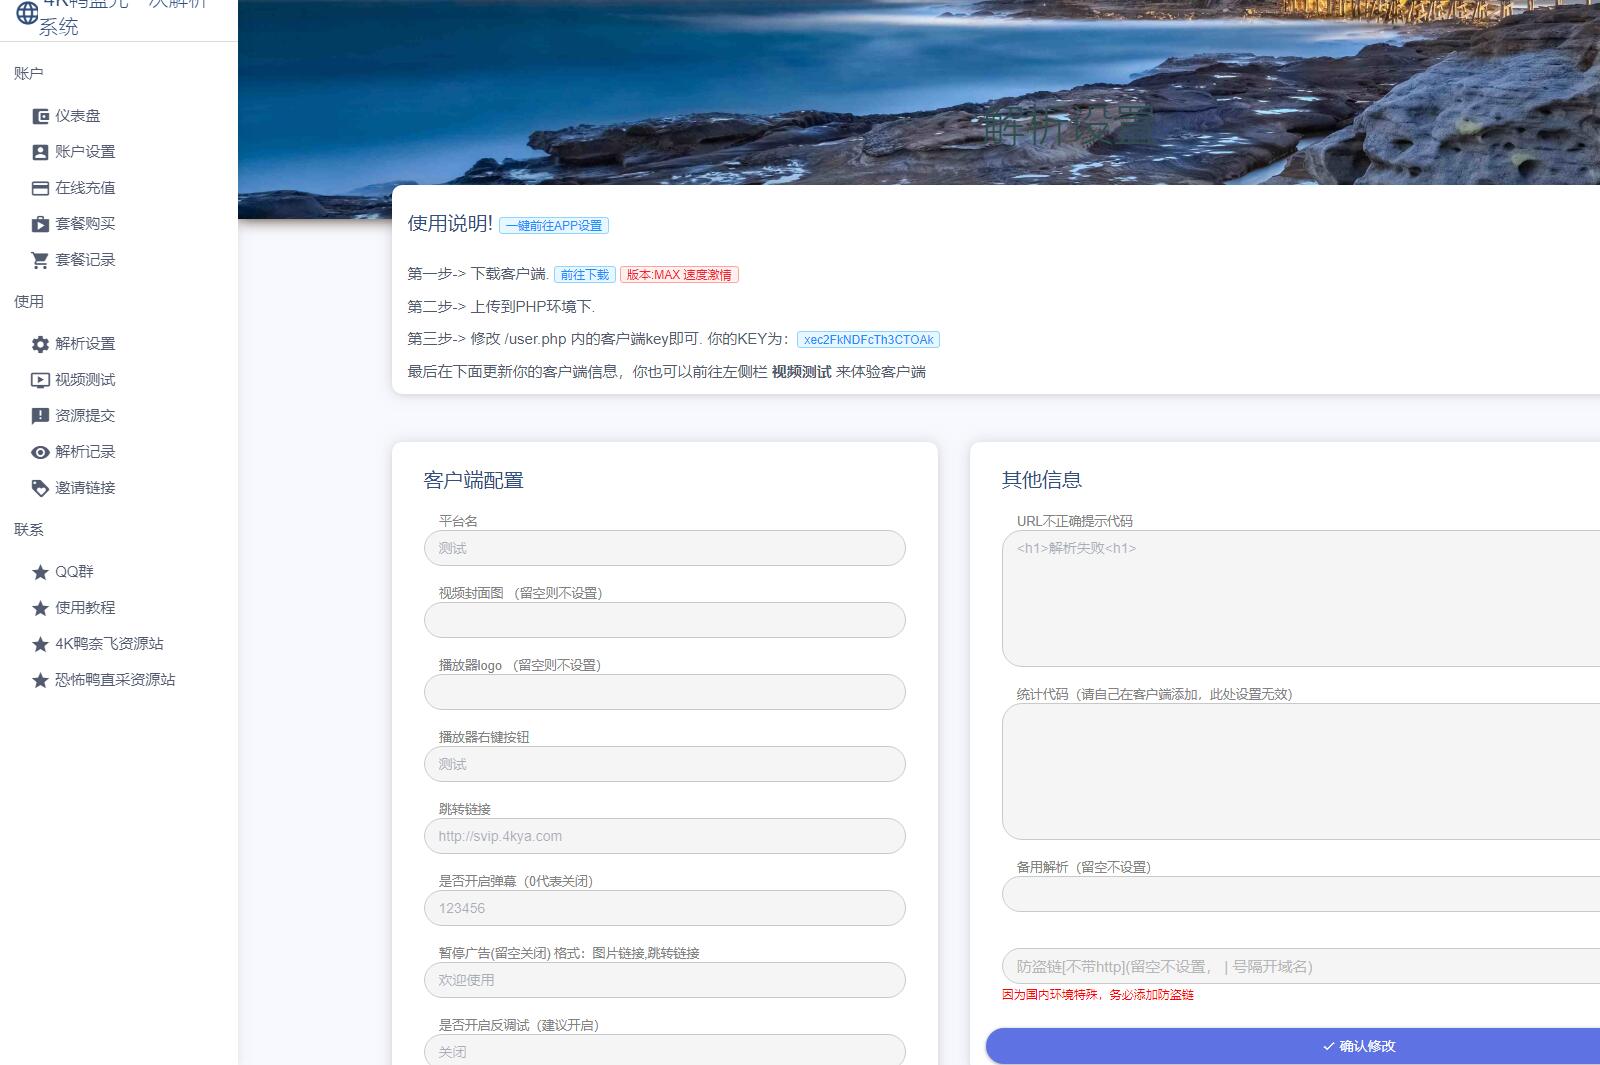 系统
账户
仪表盘
账户设置
在线充值
套餐购买
套餐记录
使用
解析设置
视频测试
资源提交
解析记录
邀请链接
联系
QQ群
使用教程
4K鸭奈飞资源站
恐怖鸭直采资源站
解析设置
使用说明! 一键前往APP设置
第一步-> 下载客户端. 前往下载 版本:MAX 速度激情
第二步-> 上传到PHP环境下.
第三步-> 修改 /user.php 内的客户端key即可. 你的KEY为： xec2FkNDFcTh3CTOAk
最后在下面更新你的客户端信息，你也可以前往左侧栏 视频测试 来体验客户端
客户端配置
平台名
测试
视频封面图 （留空则不设置）
播放器logo （留空则不设置）
播放器右键按钮
测试
跳转链接
http://svip.4kya.com
是否开启弹幕（0代表关闭）
123456
暂停广告(留空关闭) 格式：图片链接,跳转链接
欢迎使用
是否开启反调试（建议开启）
关闭
其他信息
URL不正确提示代码
<h1>解析失败<h1>
统计代码（请自己在客户端添加，此处设置无效）
备用解析（留空不设置）
防盗链[不带http](留空不设置， | 号隔开域名)
因为国内环境特殊，务必添加防盗链
确认修改